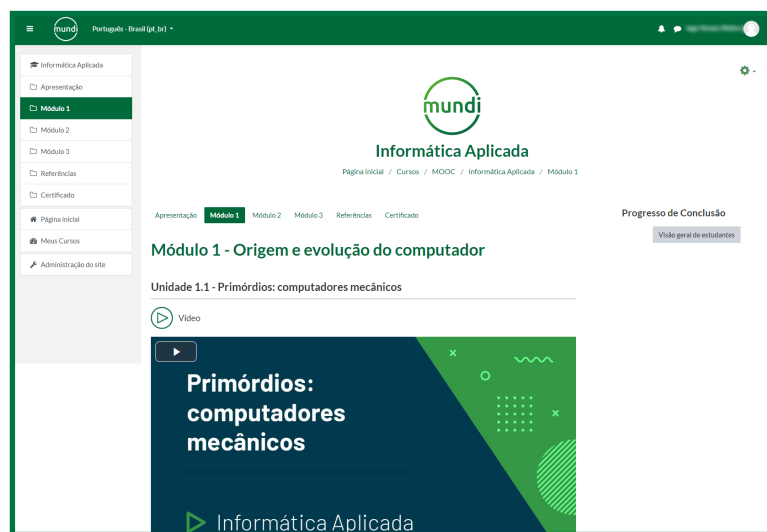 mundi
Português - Brasil (pt_br)
Informática Aplicada
Apresentação
Módulo 1
Módulo 2
Módulo 3
Referências
Certificado
Página inicial
Meus Cursos
Administração do site
mundi
Informática Aplicada
Página inicial / Cursos / MOOC / Informática Aplicada / Módulo 1
Apresentação Módulo 1 Módulo 2 Módulo 3 Referências Certificado
Módulo 1 - Origem e evolução do computador
Unidade 1.1 - Primórdios: computadores mecânicos
Vídeo
Primórdios:
computadores
mecânicos
Informática Aplicada
Progresso de Conclusão
Visão geral de estudantes